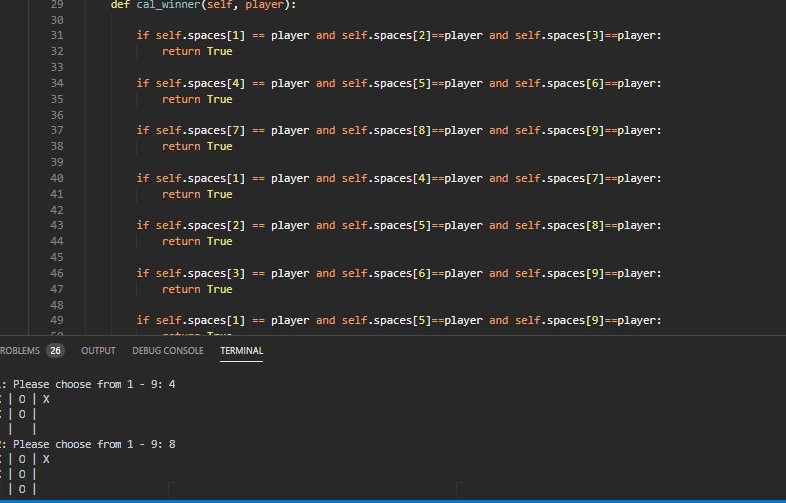 29 def cal_winner(self, player):
30
31 if self.spaces[1] == player and self.spaces[2]==player and self.spaces[3]==player:
32 return True
33
34 if self.spaces[4] == player and self.spaces[5]==player and self.spaces[6]==player:
35 return True
36
37 if self.spaces[7] == player and self.spaces[8]==player and self.spaces[9]==player:
38 return True
39
40 if self.spaces[1] == player and self.spaces[4]==player and self.spaces[7]==player:
41 return True
42
43 if self.spaces[2] == player and self.spaces[5]==player and self.spaces[8]==player:
44 return True
45
46 if self.spaces[3] == player and self.spaces[6]==player and self.spaces[9]==player:
47 return True
48
49 if self.spaces[1] == player and self.spaces[5]==player and self.spaces[9]==player:
ROBLEMS 26 OUTPUT DEBUG CONSOLE TERMINAL
: Please choose from 1 - 9: 4
| O | X
| O |
| |
: Please choose from 1 - 9: 8
| O | X
| O |
| O |